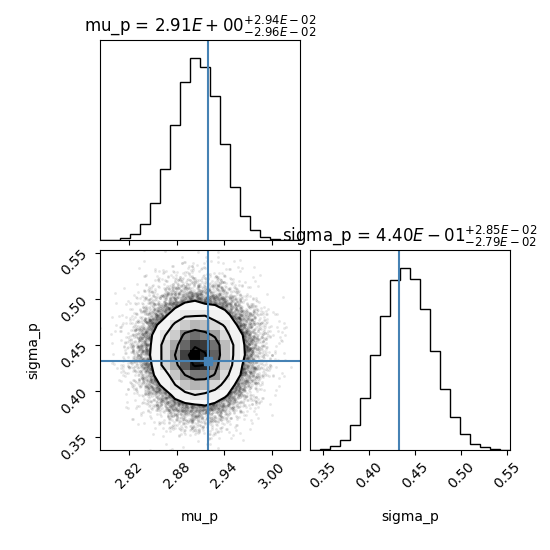 mu_p = 2.91E + 00+2.94E − 02
−2.96E − 02
sigma_p = 4.40E − 01+2.85E − 02
−2.79E − 02
0.55
0.50
0.45
0.40
0.35
sigma_p
2.82 2.88 2.94 3.00
0.35 0.40 0.45 0.50 0.55
mu_p
sigma_p